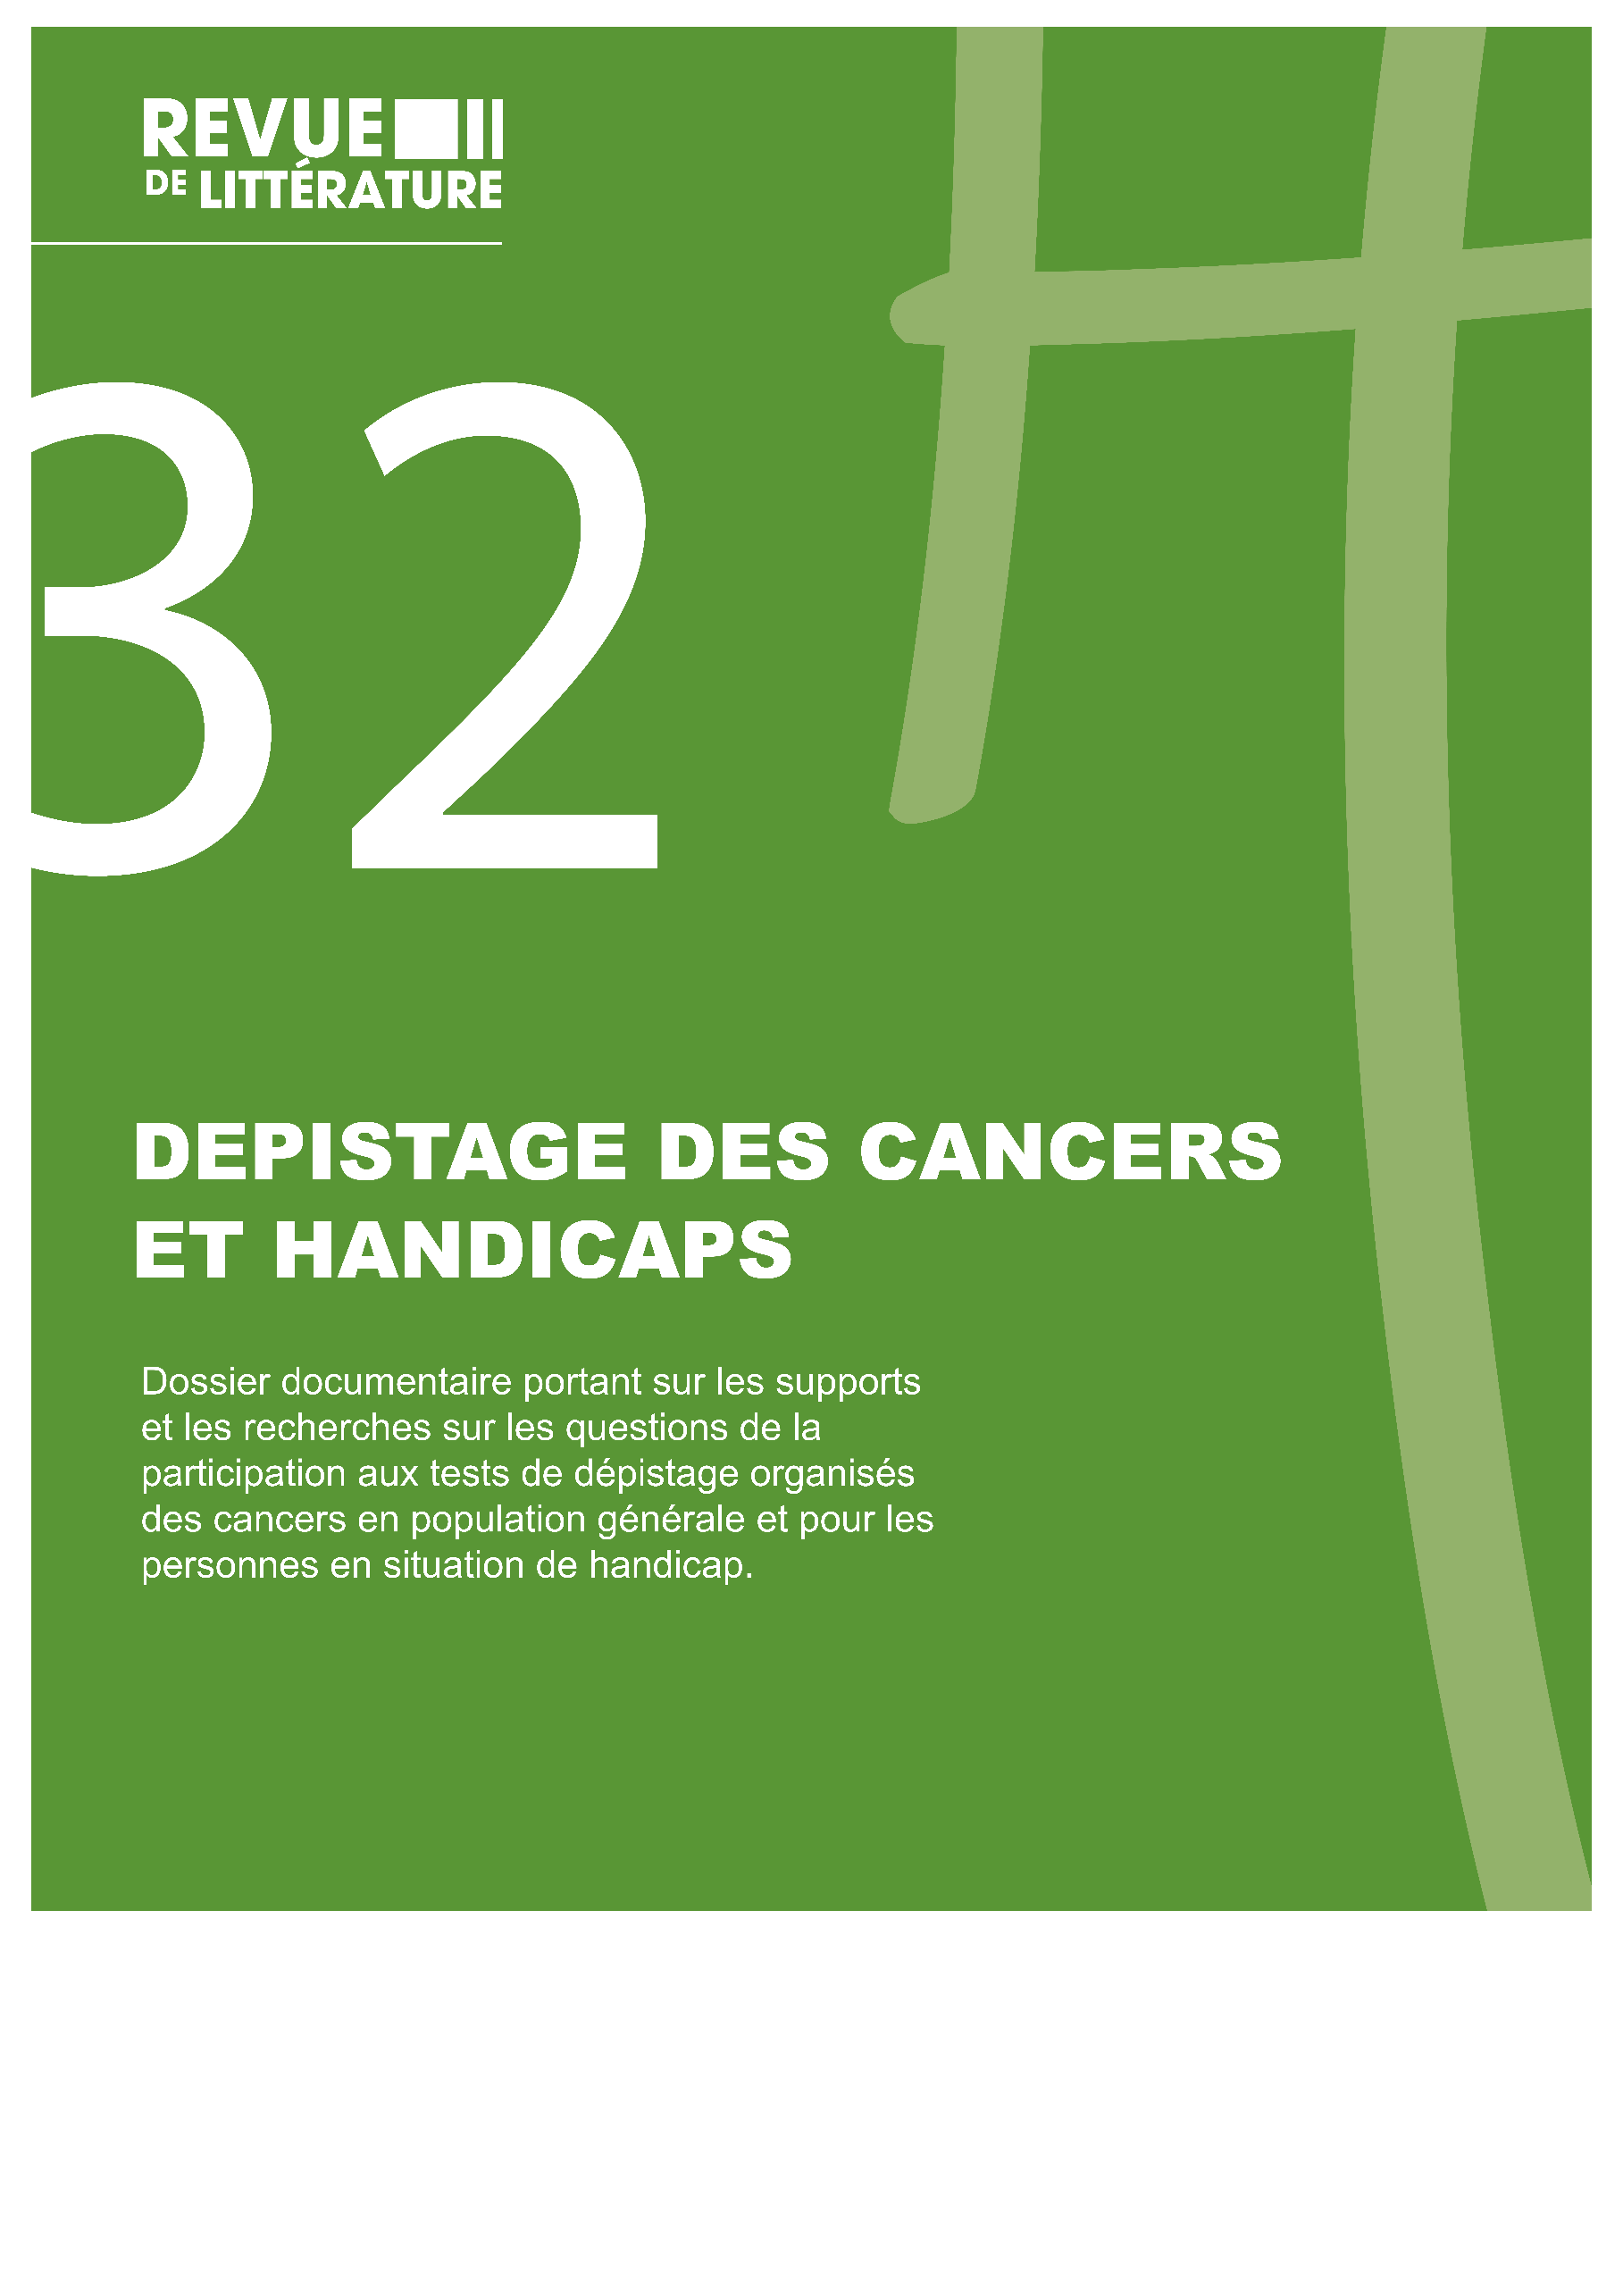 REVUE
DE LITTÉRATURE
32
DEPISTAGE DES CANCERS
ET HANDICAPS
Dossier documentaire portant sur les supports
et les recherches sur les questions de la
participation aux tests de dépistage organisés
des cancers en population générale et pour les
personnes en situation de handicap.